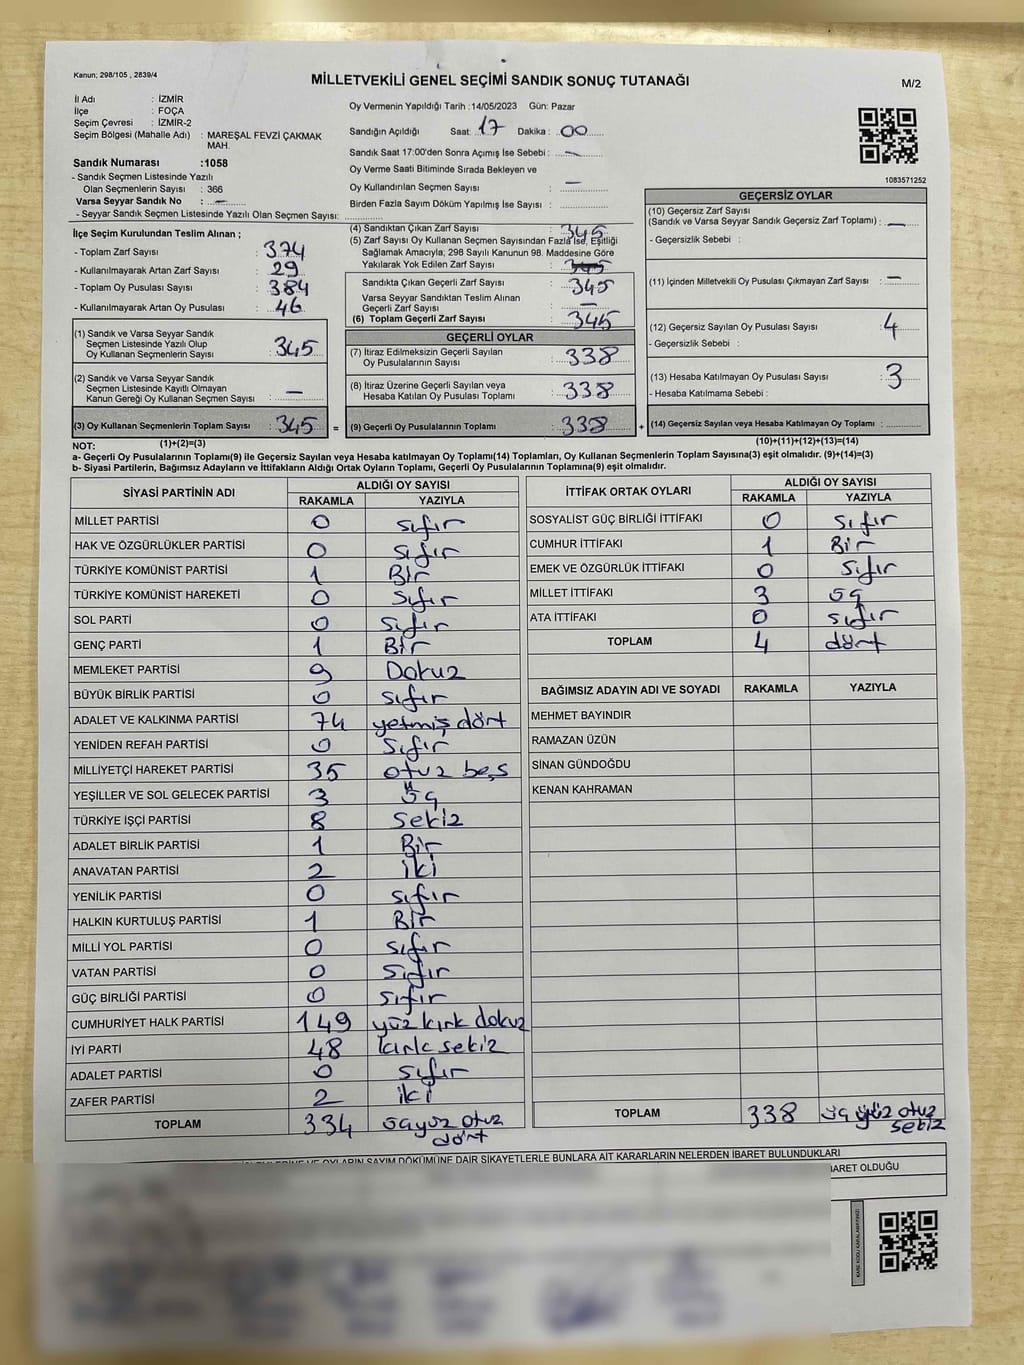 Kanun; 298/105 , 2839/4
MİLLETVEKİLİ GENEL SEÇİMİ SANDIK SONUÇ TUTANAĞI
M/2
İl Adı : İZMİR
İlçe : FOÇA
Seçim Çevresi : İZMİR-2
Seçim Bölgesi (Mahalle Adı) : MAREŞAL FEVZİ ÇAKMAK MAH.
Sandık Numarası :1058
- Sandık Seçmen Listesinde Yazılı
Olan Seçmenlerin Sayısı : 366
Varsa Seyyar Sandık No : —
- Seyyar Sandık Seçmen Listesinde Yazılı Olan Seçmen Sayısı:
Oy Vermenin Yapıldığı Tarih :14/05/2023 Gün: Pazar
Sandığın Açıldığı Saat: 17 Dakika : 00
Sandık Saat 17:00'den Sonra Açımış İse Sebebi : —
Oy Verme Saati Bitiminde Sırada Bekleyen ve
Oy Kullandırılan Seçmen Sayısı : —
Birden Fazla Sayım Döküm Yapılmış İse Sayısı :
1083571252
İlçe Seçim Kurulundan Teslim Alınan ;
- Toplam Zarf Sayısı : 374
- Kullanılmayarak Artan Zarf Sayısı : 29
- Toplam Oy Pusulası Sayısı : 384
- Kullanılmayarak Artan Oy Pusulası : 46
(1) Sandık ve Varsa Seyyar Sandık
Seçmen Listesinde Yazılı Olup
Oy Kullanan Seçmenlerin Sayısı : 345
(2) Sandık ve Varsa Seyyar Sandık
Seçmen Listesinde Kayıtlı Olmayan
Kanun Gereği Oy Kullanan Seçmen Sayısı : —
(3) Oy Kullanan Seçmenlerin Toplam Sayısı : 345 =
(4) Sandıktan Çıkan Zarf Sayısı : 345
(5) Zarf Sayısı Oy Kullanan Seçmen Sayısından Fazla İse, Eşitliği
Sağlamak Amacıyla; 298 Sayılı Kanunun 98. Maddesine Göre
Yakılarak Yok Edilen Zarf Sayısı : 345
Sandıkta Çıkan Geçerli Zarf Sayısı : 345
Varsa Seyyar Sandıktan Teslim Alınan
Geçerli Zarf Sayısı : —
(6) Toplam Geçerli Zarf Sayısı : 345
GEÇERLİ OYLAR
(7) İtiraz Edilmeksizin Geçerli Sayılan
Oy Pusulalarının Sayısı : 338
(8) İtiraz Üzerine Geçerli Sayılan veya
Hesaba Katılan Oy Pusulası Toplamı : 338
(9) Geçerli Oy Pusulalarının Toplamı : 338 +
GEÇERSİZ OYLAR
(10) Geçersiz Zarf Sayısı
(Sandık ve Varsa Seyyar Sandık Geçersiz Zarf Toplamı) : —
- Geçersizlik Sebebi :
(11) İçinden Milletvekili Oy Pusulası Çıkmayan Zarf Sayısı : —
(12) Geçersiz Sayılan Oy Pusulası Sayısı : 4
- Geçersizlik Sebebi :
(13) Hesaba Katılmayan Oy Pusulası Sayısı : 3
- Hesaba Katılmama Sebebi :
(14) Geçersiz Sayılan veya Hesaba Katılmayan Oy Toplamı :
NOT: (1)+(2)=(3) (10)+(11)+(12)+(13)=(14)
a- Geçerli Oy Pusulalarının Toplamı(9) ile Geçersiz Sayılan veya Hesaba katılmayan Oy Toplamı(14) Toplamları, Oy Kullanan Seçmenlerin Toplam Sayısına(3) eşit olmalıdır. (9)+(14)=(3)
b- Siyasi Partilerin, Bağımsız Adayların ve İttifakların Aldığı Ortak Oyların Toplamı, Geçerli Oy Pusulalarının Toplamına(9) eşit olmalıdır.
SİYASİ PARTİNİN ADI ALDIĞI OY SAYISI
RAKAMLA YAZIYLA
MİLLET PARTİSİ 0 sıfır
HAK VE ÖZGÜRLÜKLER PARTİSİ 0 sıfır
TÜRKİYE KOMÜNİST PARTİSİ 1 Bir
TÜRKİYE KOMÜNİST HAREKETİ 0 sıfır
SOL PARTİ 0 sıfır
GENÇ PARTİ 1 Bir
MEMLEKET PARTİSİ 9 Dokuz
BÜYÜK BİRLİK PARTİSİ 0 sıfır
ADALET VE KALKINMA PARTİSİ 74 yetmiş dört
YENİDEN REFAH PARTİSİ 0 sıfır
MİLLİYETÇİ HAREKET PARTİSİ 35 otuz beş
YEŞİLLER VE SOL GELECEK PARTİSİ 3 üç
TÜRKİYE İŞÇİ PARTİSİ 8 sekiz
ADALET BİRLİK PARTİSİ 1 Bir
ANAVATAN PARTİSİ 2 iki
YENİLİK PARTİSİ 0 sıfır
HALKIN KURTULUŞ PARTİSİ 1 Bir
MİLLİ YOL PARTİSİ 0 sıfır
VATAN PARTİSİ 0 sıfır
GÜÇ BİRLİĞİ PARTİSİ 0 sıfır
CUMHURİYET HALK PARTİSİ 149 yüz kırk dokuz
İYİ PARTİ 48 kırk sekiz
ADALET PARTİSİ 0 sıfır
ZAFER PARTİSİ 2 iki
TOPLAM 334 üçyüz otuz dört
İTTİFAK ORTAK OYLARI ALDIĞI OY SAYISI
RAKAMLA YAZIYLA
SOSYALİST GÜÇ BİRLİĞİ İTTİFAKI 0 sıfır
CUMHUR İTTİFAKI 1 Bir
EMEK VE ÖZGÜRLÜK İTTİFAKI 0 sıfır
MİLLET İTTİFAKI 3 üç
ATA İTTİFAKI 0 sıfır
TOPLAM 4 dört
BAĞIMSIZ ADAYIN ADI VE SOYADI RAKAMLA YAZIYLA
MEHMET BAYINDIR
RAMAZAN ÜZÜN
SİNAN GÜNDOĞDU
KENAN KAHRAMAN
TOPLAM 338 üç yüz otuz sekiz
OYLARIN SAYIM DÖKÜMÜNE DAİR ŞİKAYETLERLE BUNLARA AİT KARARLARIN NELERDEN İBARET BULUNDUKLARI
İBARET OLDUĞU